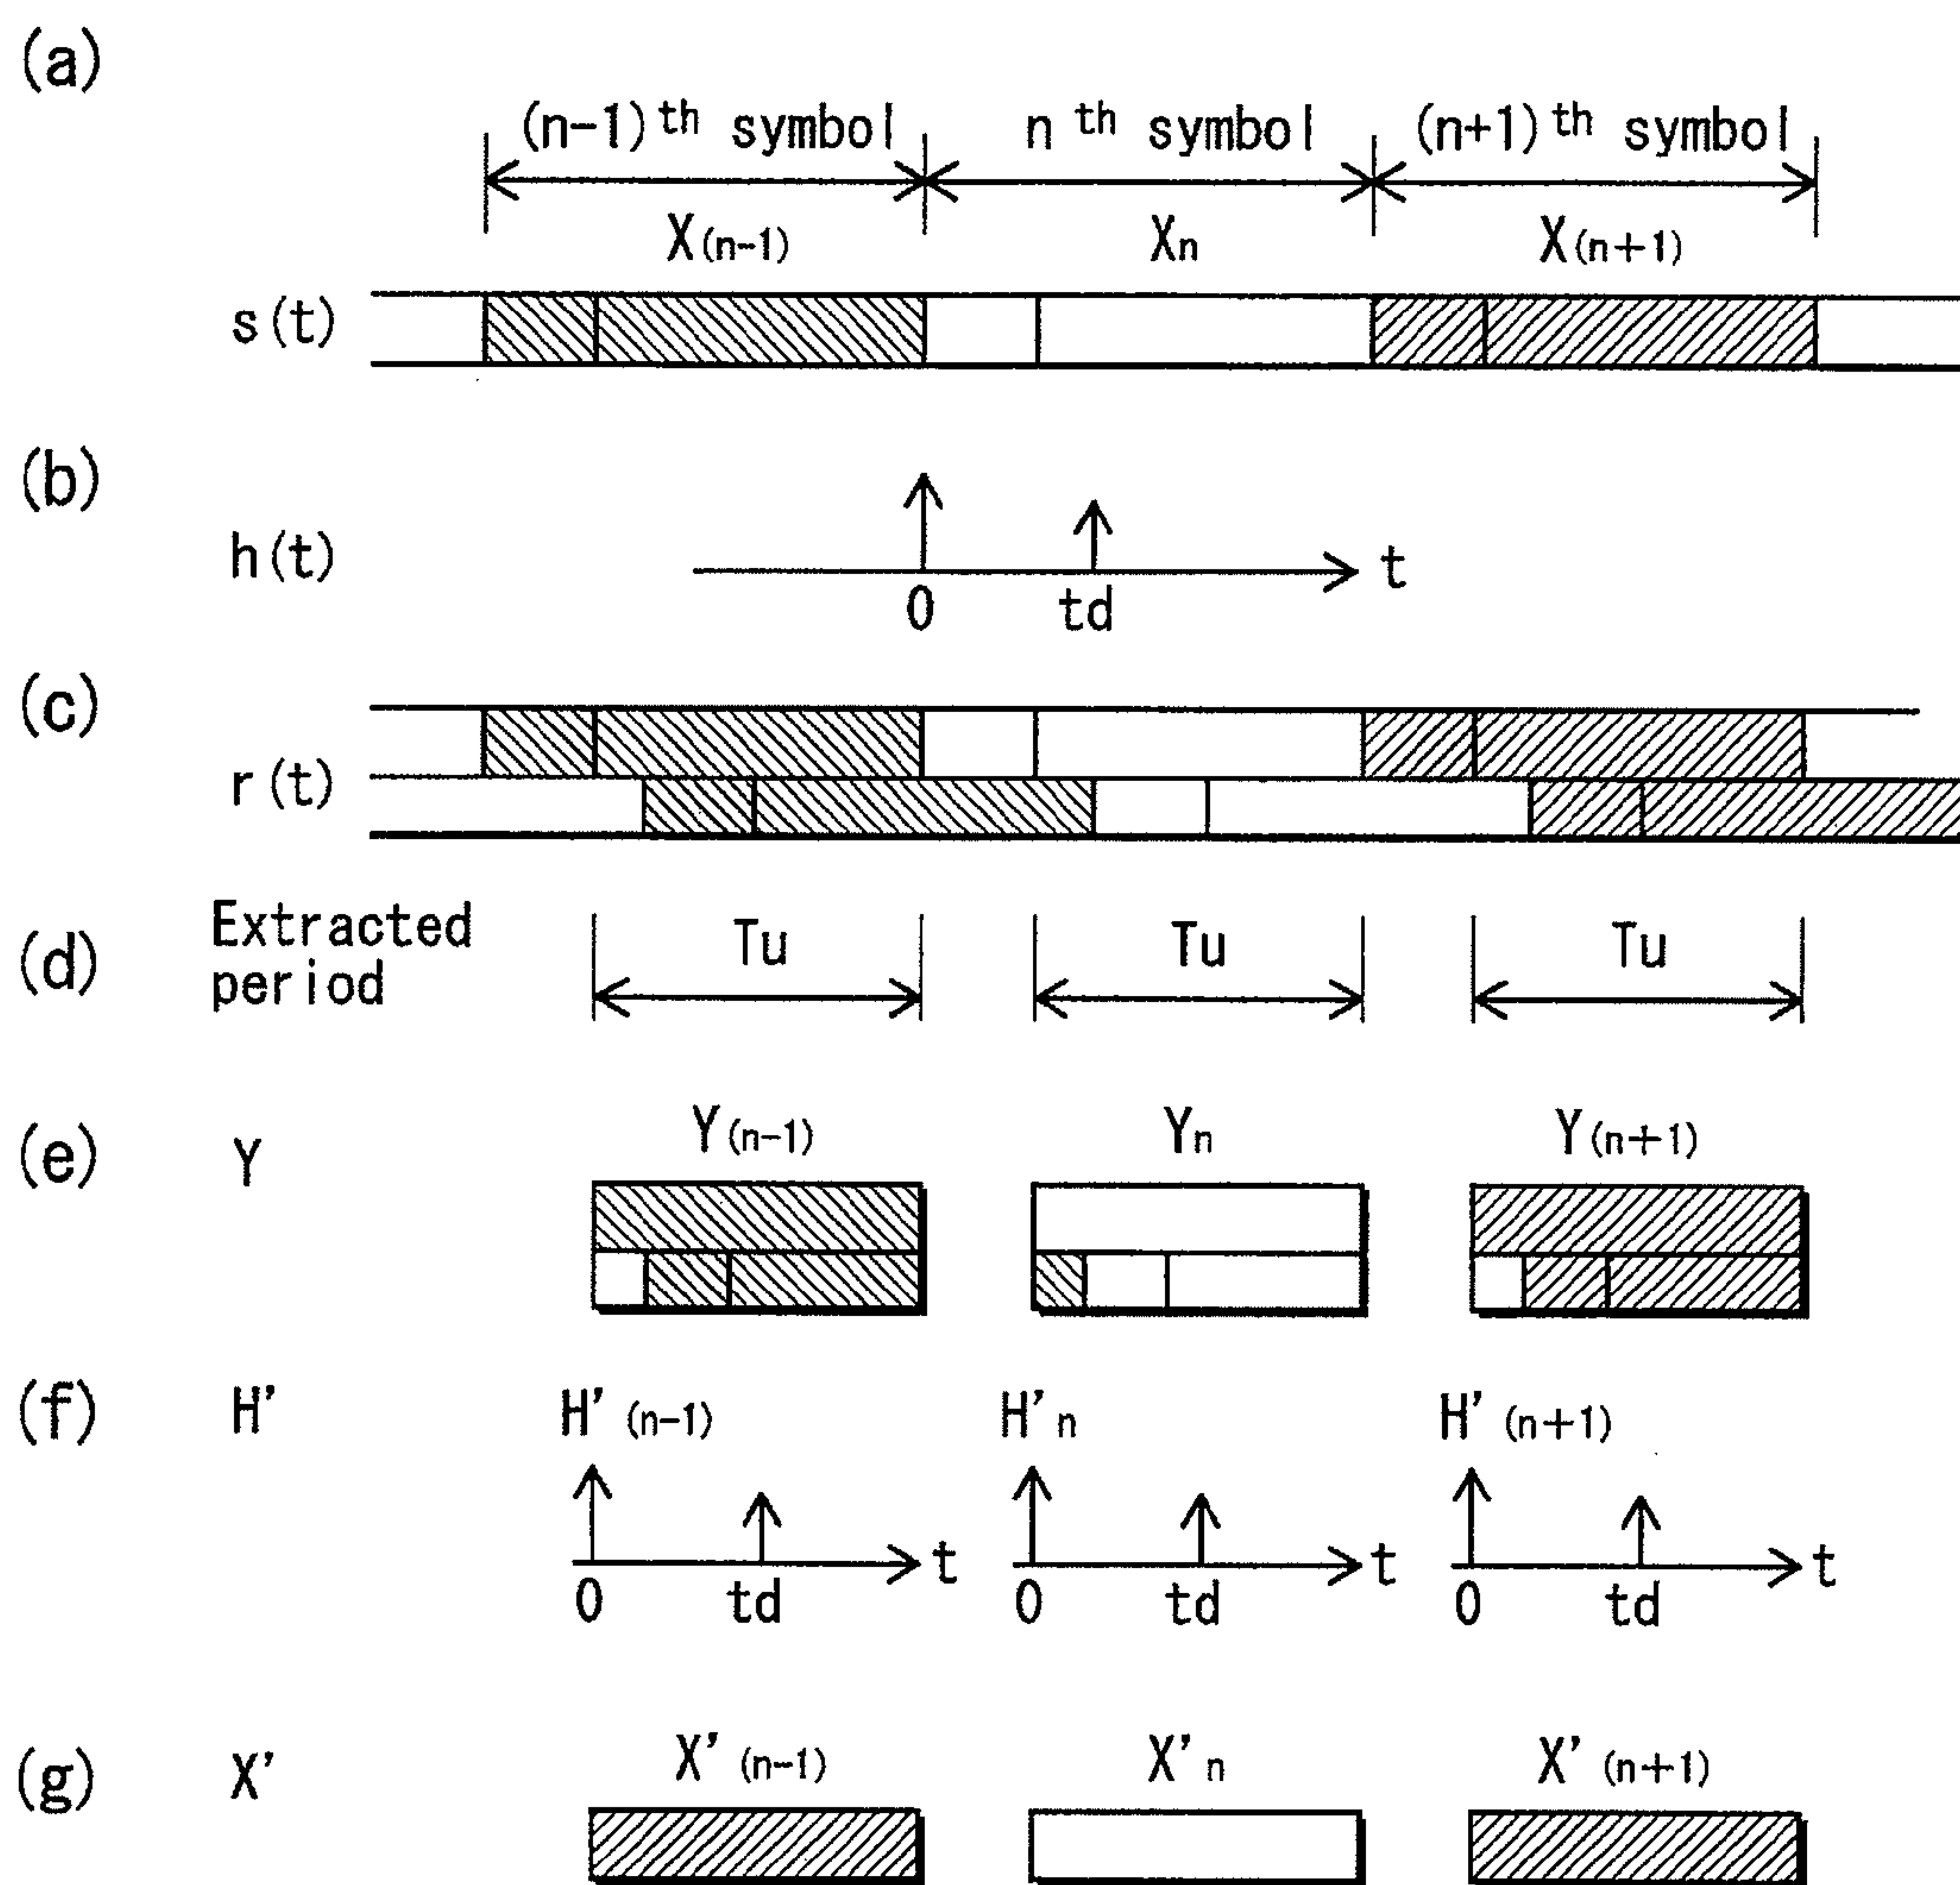 (a)
(n-1)th symbol n th symbol (n+1)th symbol
X(n-1) Xn X(n+1)
s(t)
(b)
h(t) t
0 td
(c)
r(t)
(d) Extracted period Tu Tu Tu
(e) Y Y(n-1) Yn Y(n+1)
(f) H' H'(n-1) H'n H'(n+1)
t t t
0 td 0 td 0 td
(g) X' X'(n-1) X'n X'(n+1)